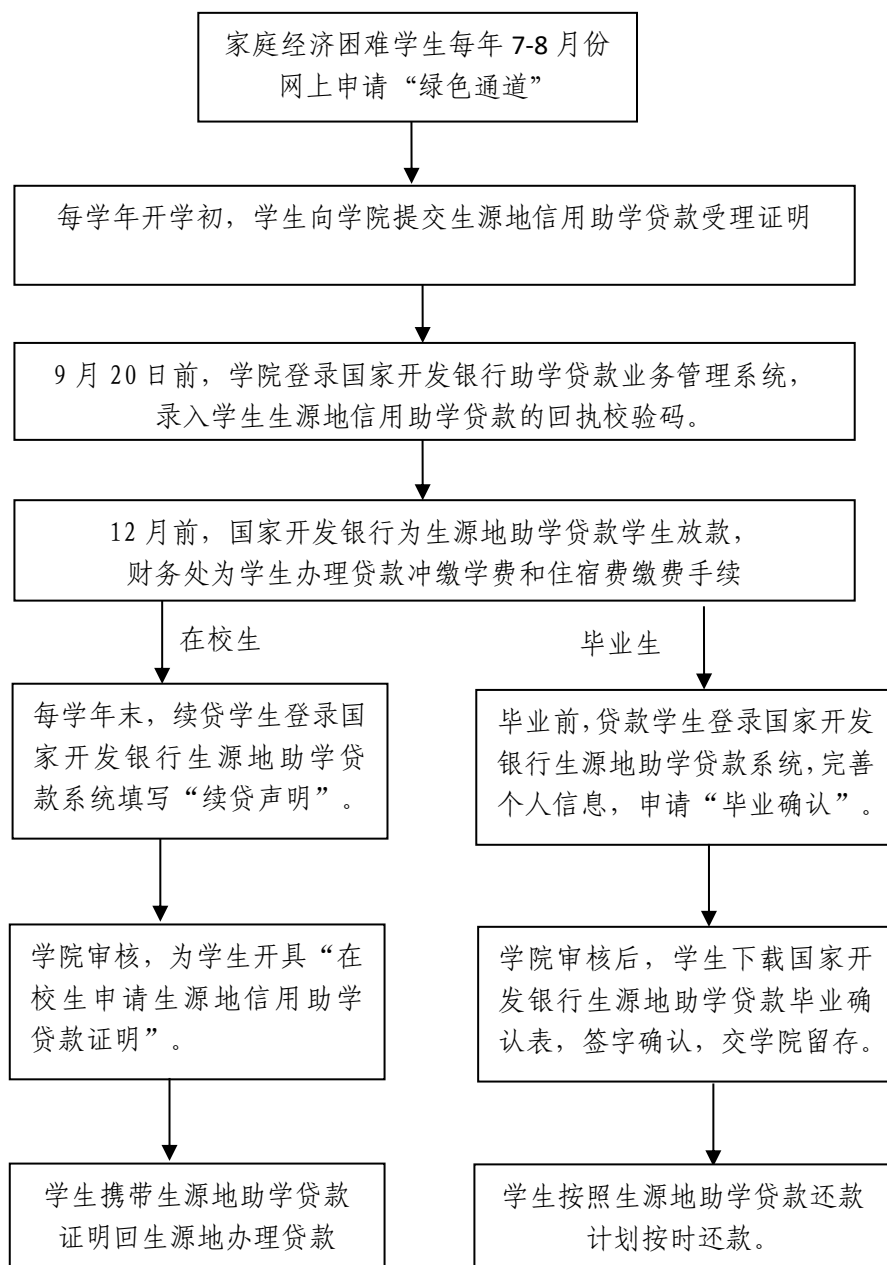 家庭经济困难学生每年 7-8 月份
网上申请“绿色通道”
每学年开学初，学生向学院提交生源地信用助学贷款受理证明
9 月 20 日前，学院登录国家开发银行助学贷款业务管理系统，
录入学生生源地信用助学贷款的回执校验码。
12 月前，国家开发银行为生源地助学贷款学生放款，
财务处为学生办理贷款冲缴学费和住宿费缴费手续
在校生
每学年末，续贷学生登录国
家开发银行生源地助学贷
款系统填写“续贷声明”。
学院审核，为学生开具“在
校生申请生源地信用助学
贷款证明”。
学生携带生源地助学贷款
证明回生源地办理贷款
毕业生
毕业前,贷款学生登录国家开发
银行生源地助学贷款系统,完善
个人信息，申请“毕业确认”。
学院审核后，学生下载国家开
发银行生源地助学贷款毕业确
认表，签字确认，交学院留存。
学生按照生源地助学贷款还款
计划按时还款。